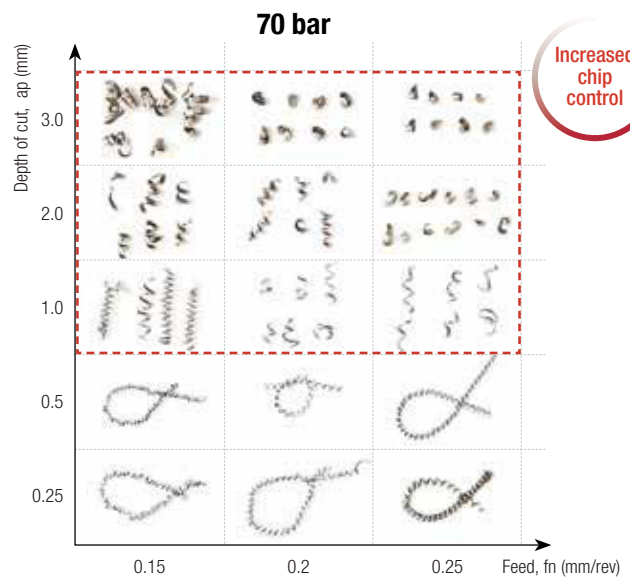 70 bar
Increased
chip
control
Depth of cut, ap (mm)
3.0
2.0
1.0
0.5
0.25
0.15
0.2
0.25
Feed, fn (mm/rev)